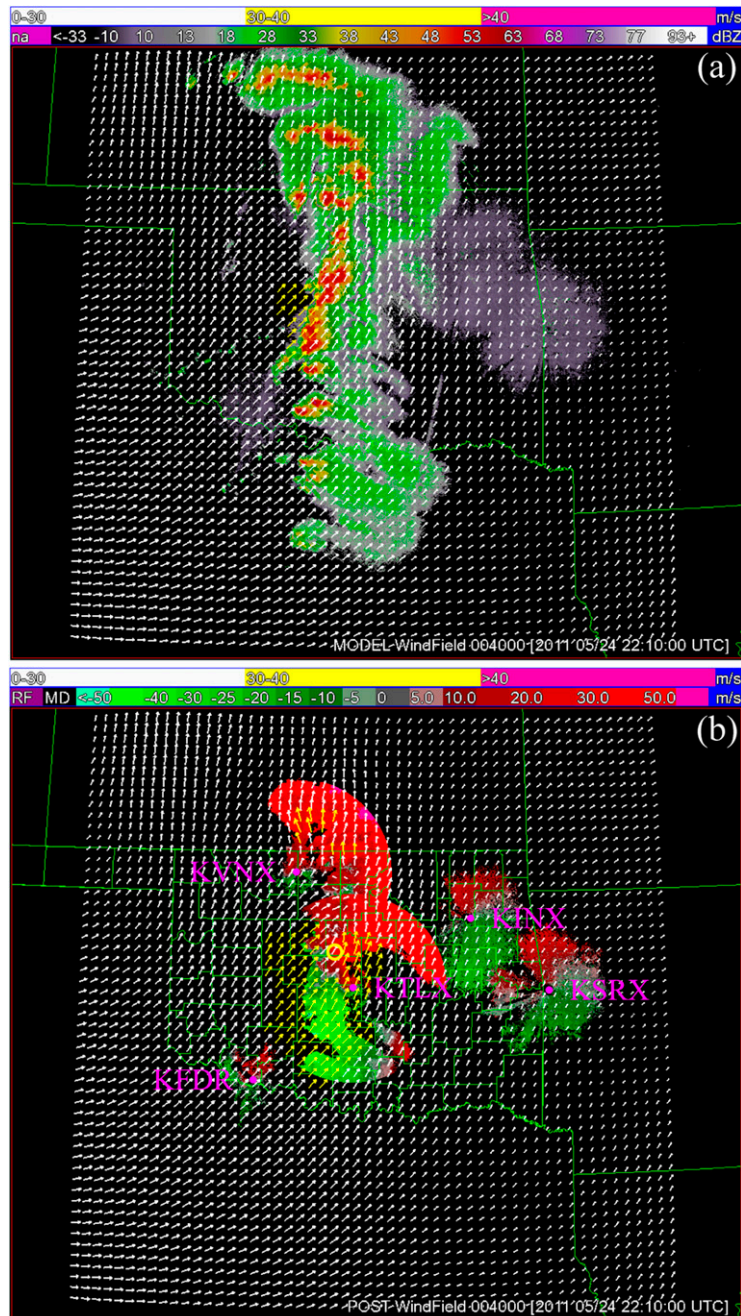 0-30 30-40 >40 m/s
na <-33 -10 10 13 18 28 33 38 43 48 53 63 68 73 77 93+ dBZ
(a)
MODEL-WindField 004000 [2011 05/24 22:10:00 UTC]
0-30 30-40 >40 m/s
RF MD <-50 -40 -30 -25 -20 -15 -10 -5 0 5.0 10.0 20.0 30.0 50.0 m/s
(b)
KVNX
KINX
KTLX
KSRX
KFDR
POST-WindField 004000 [2011 05/24 22:10:00 UTC]